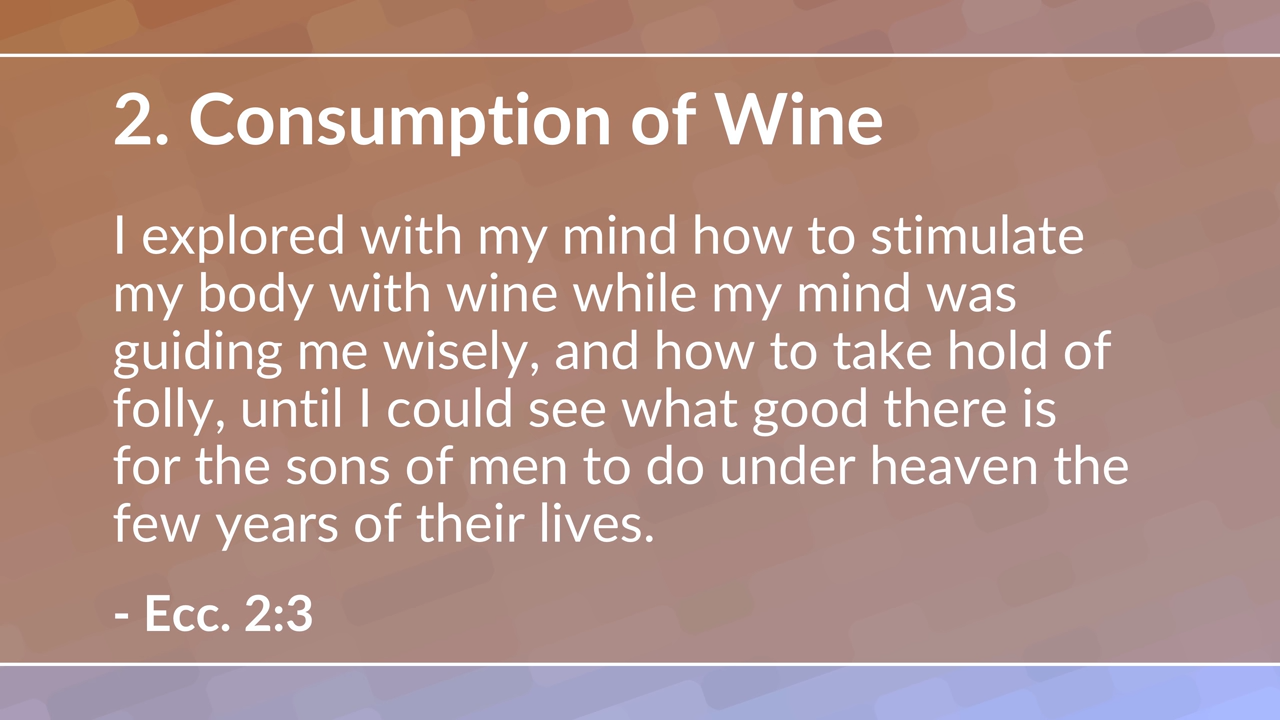 2. Consumption of Wine
I explored with my mind how to stimulate
my body with wine while my mind was
guiding me wisely, and how to take hold of
folly, until I could see what good there is
for the sons of men to do under heaven the
few years of their lives.
- Ecc. 2:3